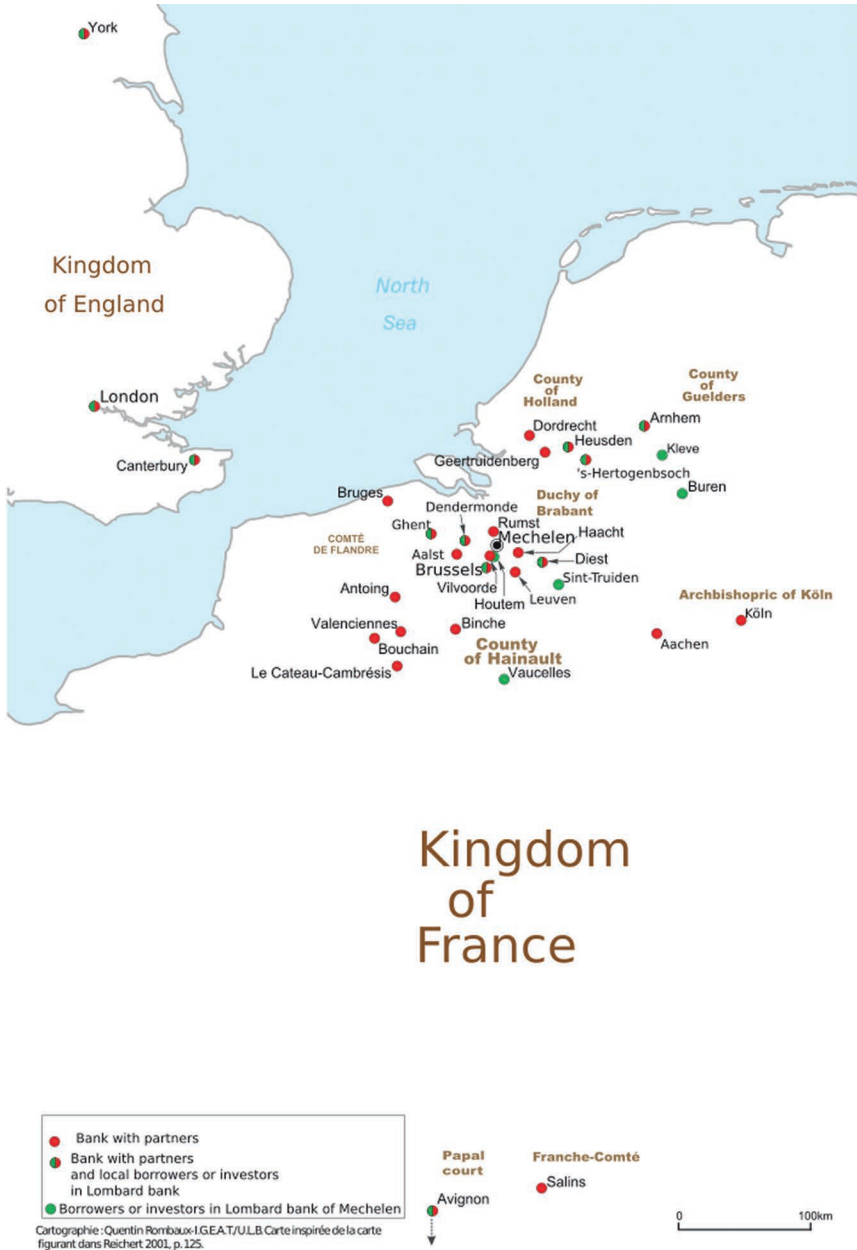 York
Kingdom
of England
North
Sea
London
Canterbury
County
of
Holland
County
of
Guelders
Dordrecht
Arnhem
Heusden
Kleve
Geertruidenberg
's-Hertogenbsoch
Buren
Bruges
Duchy of
Brabant
Dendermonde
Ghent
Rumst
Mechelen
Haacht
COMTÉ
DE FLANDRE
Aalst
Diest
Brussels
Vilvoorde
Sint-Truiden
Antoing
Houtem
Leuven
Archbishopric of Köln
Valenciennes
Binche
Köln
Bouchain
County
of Hainault
Aachen
Le Cateau-Cambrésis
Vaucelles
Kingdom
of
France
Bank with partners
Bank with partners
and local borrowers or investors
in Lombard bank
Borrowers or investors in Lombard bank of Mechelen
Papal
court
Franche-Comté
Salins
Avignon
0 100km
Cartographie : Quentin Rombaux-I.G.E.A.T./U.L.B. Carte inspirée de la carte
figurant dans Reichert 2001, p. 125.